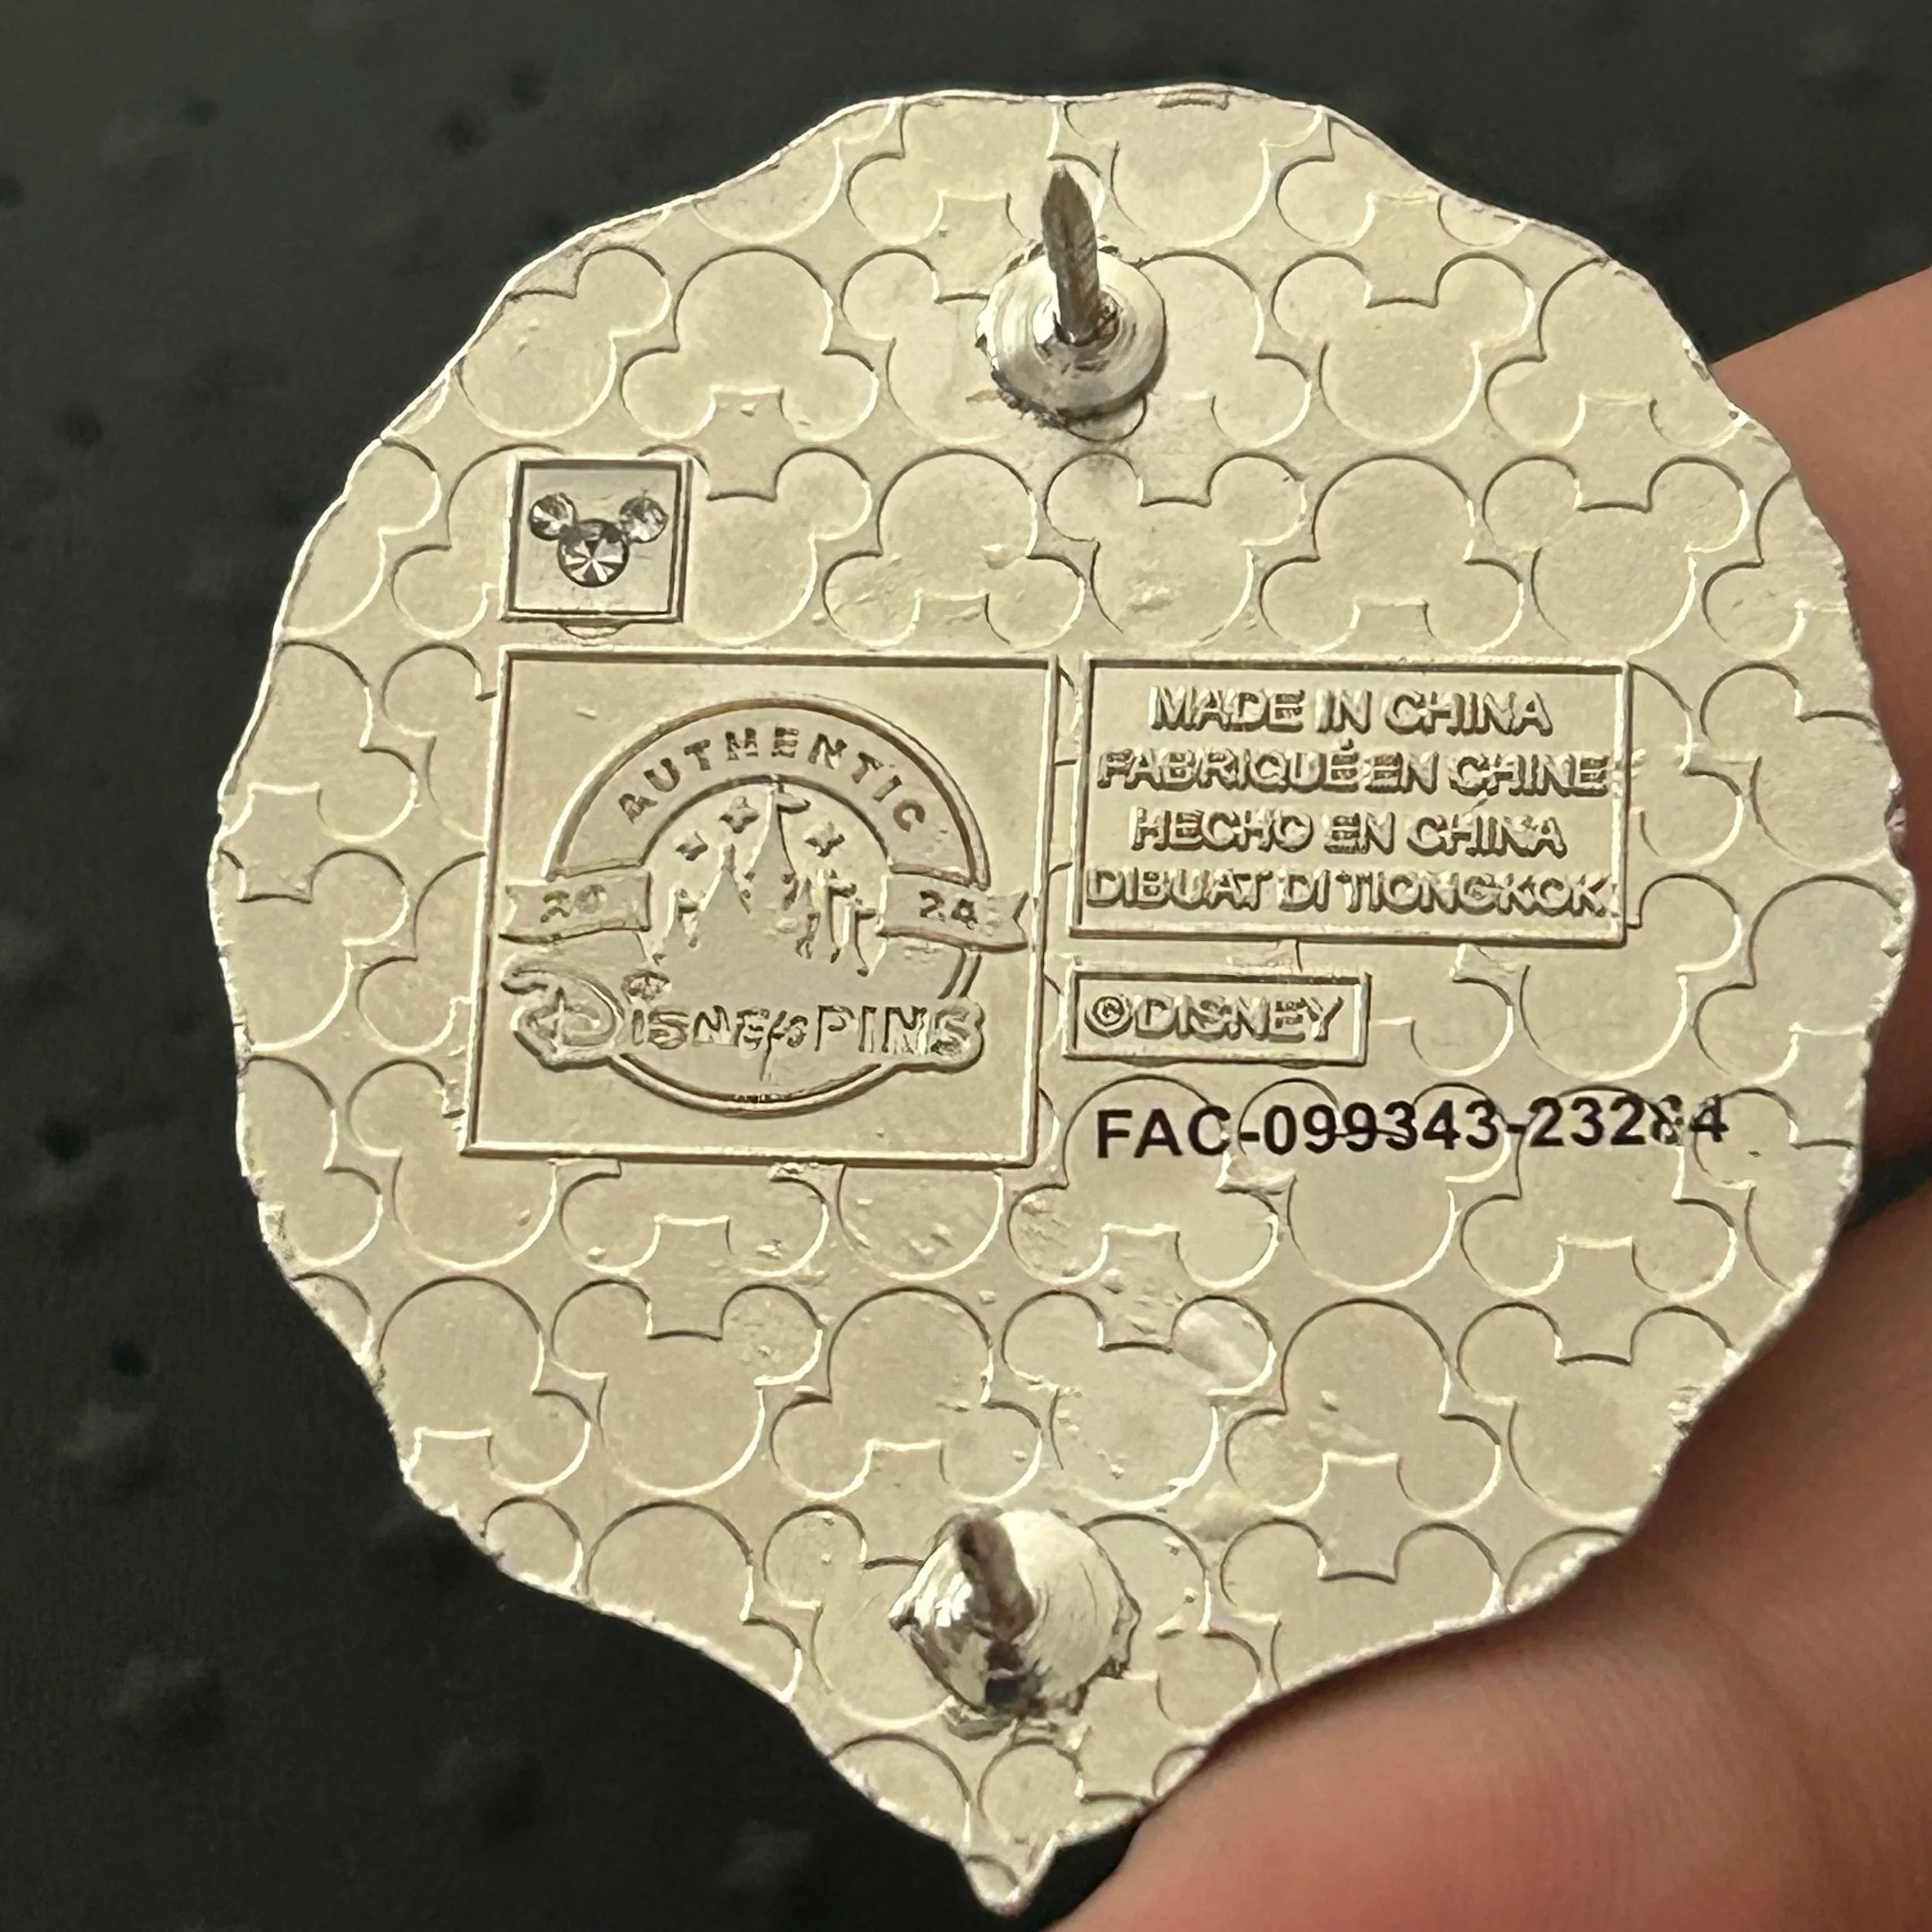 AUTHENTIC
20 24
Disney PINS
MADE IN CHINA
FABRIQUÉ EN CHINE
HECHO EN CHINA
DIBUAT DI TIONGKOK
©DISNEY
FAC-099343-23284